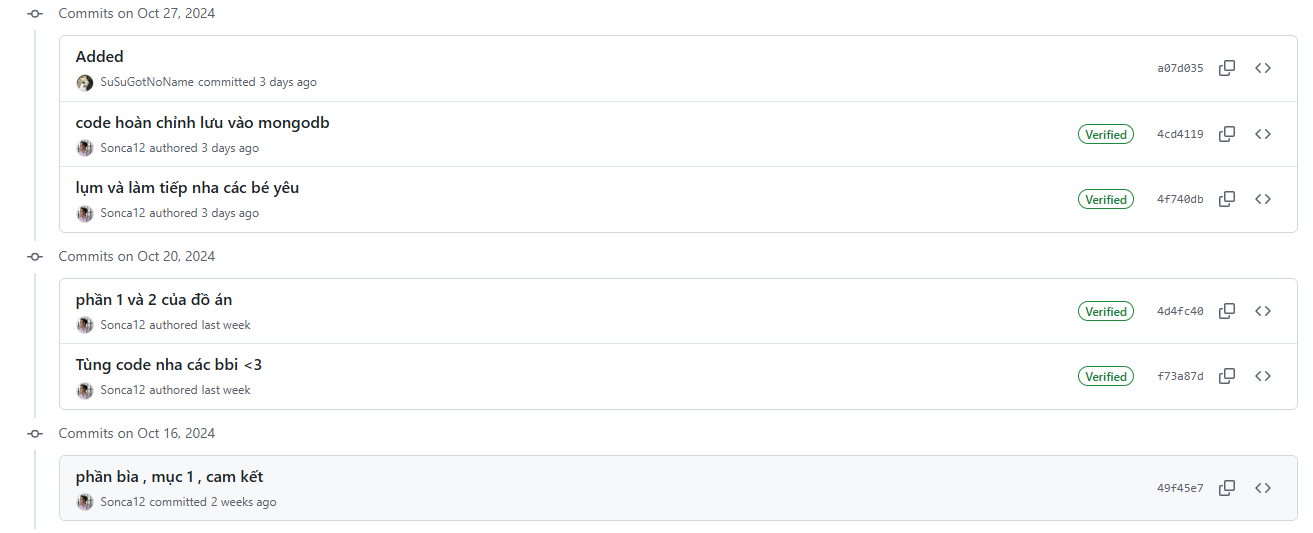 Commits on Oct 27, 2024
Added
SuSuGotNoName committed 3 days ago
a07d035
code hoàn chỉnh lưu vào mongodb
Sonca12 authored 3 days ago
Verified
4cd4119
lụm và làm tiếp nha các bé yêu
Sonca12 authored 3 days ago
Verified
4f740db
Commits on Oct 20, 2024
phần 1 và 2 của đồ án
Sonca12 authored last week
Verified
4d4fc40
Tùng code nha các bbi <3
Sonca12 authored last week
Verified
f73a87d
Commits on Oct 16, 2024
phần bìa , mục 1 , cam kết
Sonca12 committed 2 weeks ago
49f45e7